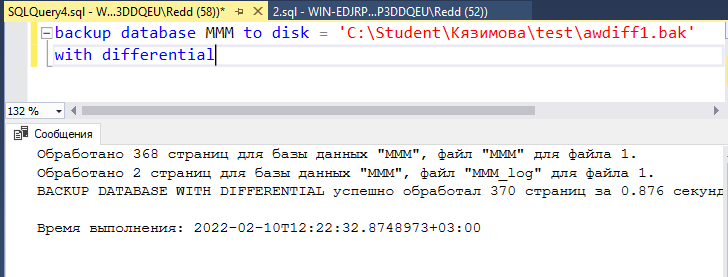 SQLQuery4.sql - W...3DDQEU\Redd (58))* 2.sql - WIN-EDJRP...P3DDQEU\Redd (52))
backup database MMM to disk = 'C:\Student\Кязимова\test\awdiff1.bak'
with differential
132 %
Сообщения
Обработано 368 страниц для базы данных "MMM", файл "MMM" для файла 1.
Обработано 2 страниц для базы данных "MMM", файл "MMM_log" для файла 1.
BACKUP DATABASE WITH DIFFERENTIAL успешно обработал 370 страниц за 0.876 секунд
Время выполнения: 2022-02-10T12:22:32.8748973+03:00